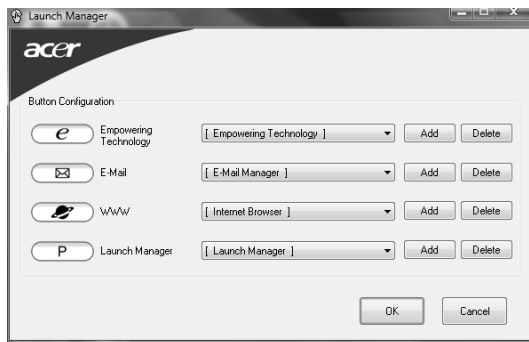 Launch Manager
acer
Button Configuration
e Empowering Technology [ Empowering Technology ] Add Delete
E-Mail [ E-Mail Manager ] Add Delete
WWW [ Internet Browser ] Add Delete
P Launch Manager [ Launch Manager ] Add Delete
OK Cancel